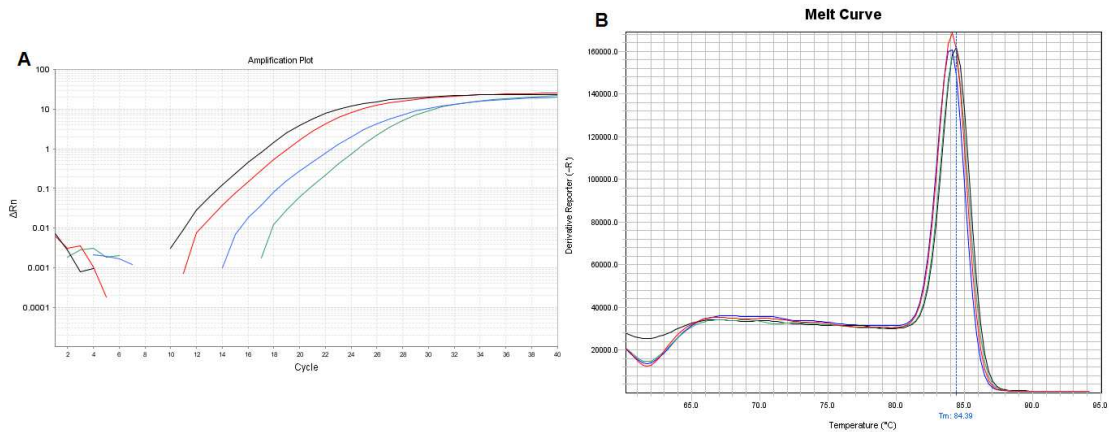 A
Amplification Plot
100
10
1
0.1
0.01
0.001
0.0001
ΔRn
2 4 6 8 10 12 14 16 18 20 22 24 26 28 30 32 34 36 38 40
Cycle
B
Melt Curve
160000.0
140000.0
120000.0
100000.0
80000.0
60000.0
40000.0
20000.0
Derivative Reporter (-R')
65.0 70.0 75.0 80.0 85.0 90.0 95.0
Tm: 84.39
Temperature (°C)